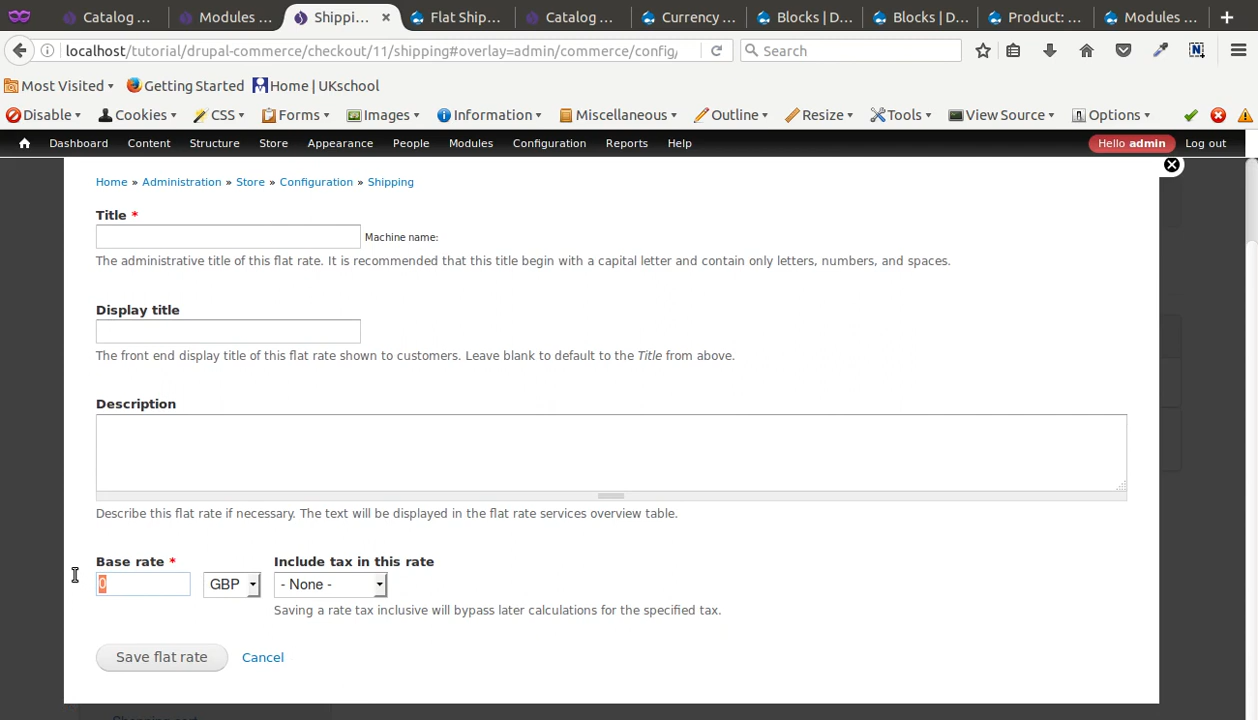 Catalog ... Modules ... Shippi... Flat Ship... Catalog ... Currency ... Blocks | D... Blocks | D... Product: ... Modules ...
localhost/tutorial/drupal-commerce/checkout/11/shipping#overlay=admin/commerce/config/ Search
Most Visited Getting Started Home | UKschool
Disable Cookies CSS Forms Images Information Miscellaneous Outline Resize Tools View Source Options
Dashboard Content Structure Store Appearance People Modules Configuration Reports Help Hello admin Log out
Home » Administration » Store » Configuration » Shipping
Title *
Machine name:
The administrative title of this flat rate. It is recommended that this title begin with a capital letter and contain only letters, numbers, and spaces.
Display title
The front end display title of this flat rate shown to customers. Leave blank to default to the Title from above.
Description
Describe this flat rate if necessary. The text will be displayed in the flat rate services overview table.
Base rate * Include tax in this rate
0 GBP - None -
Saving a rate tax inclusive will bypass later calculations for the specified tax.
Save flat rate Cancel